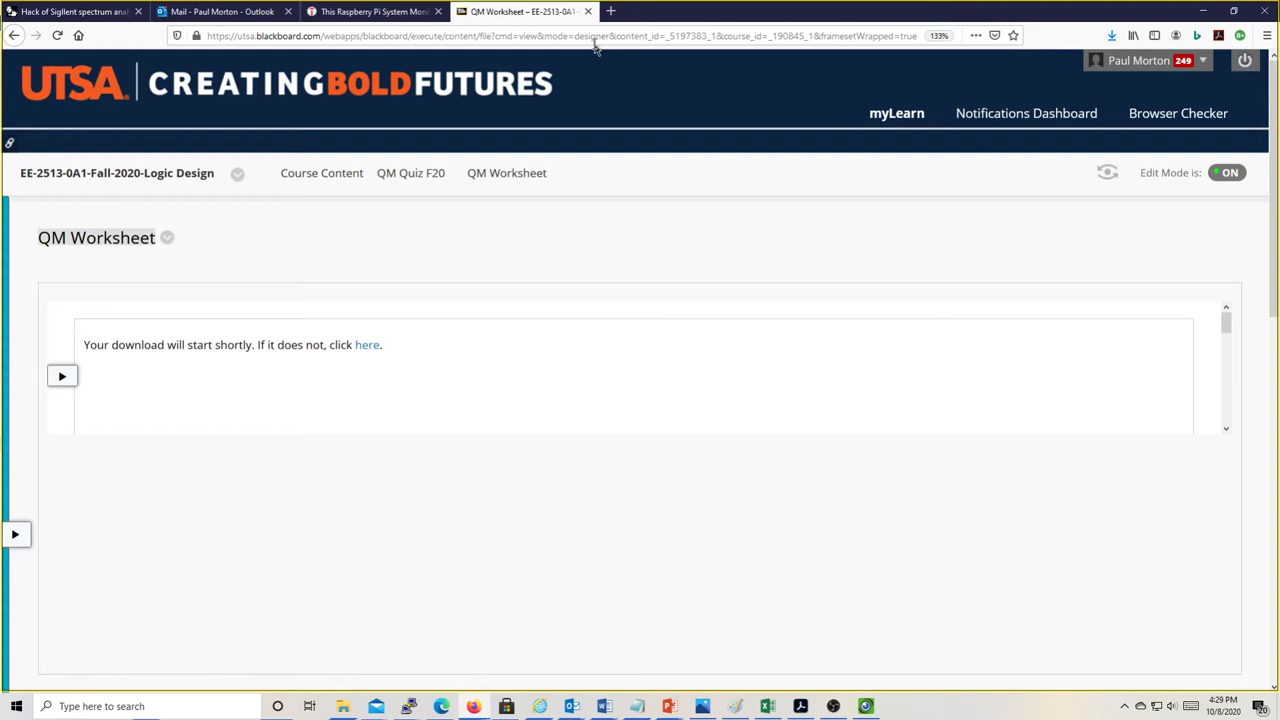 Hack of Sigllent spectrum anal
Mail - Paul Morton - Outlook
This Raspberry Pi System Monit
QM Worksheet – EE-2513-0A1-
https://utsa.blackboard.com/webapps/blackboard/execute/content/file?cmd=view&mode=designer&content_id=_5197383_1&course_id=_190845_1&framesetWrapped=true
133%
Paul Morton 249
UTSA. CREATINGBOLDFUTURES
myLearn Notifications Dashboard Browser Checker
EE-2513-0A1-Fall-2020-Logic Design Course Content QM Quiz F20 QM Worksheet Edit Mode is: ON
QM Worksheet
Your download will start shortly. If it does not, click here.
Type here to search
4:29 PM
10/8/2020
20